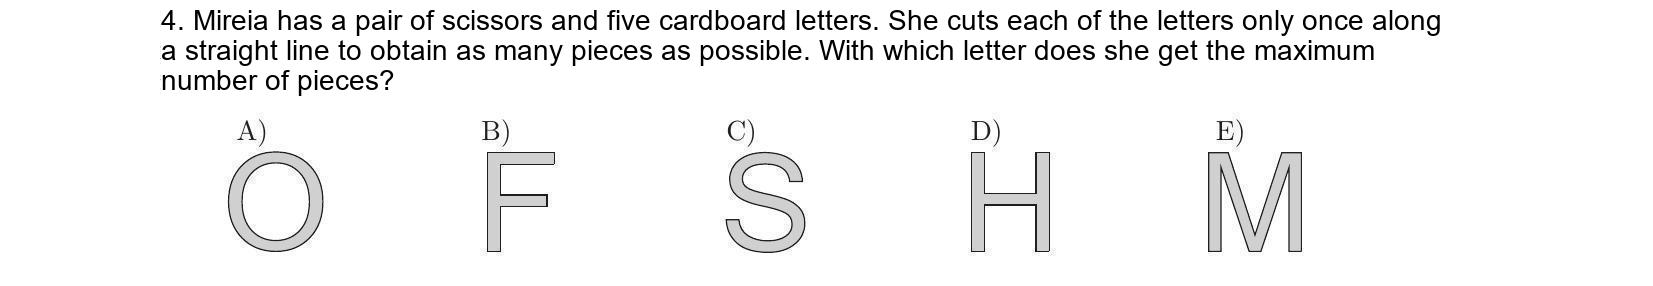 4. Mireia has a pair of scissors and five cardboard letters. She cuts each of the letters only once along
a straight line to obtain as many pieces as possible. With which letter does she get the maximum
number of pieces?
A) B) C) D) E)
O F S H M